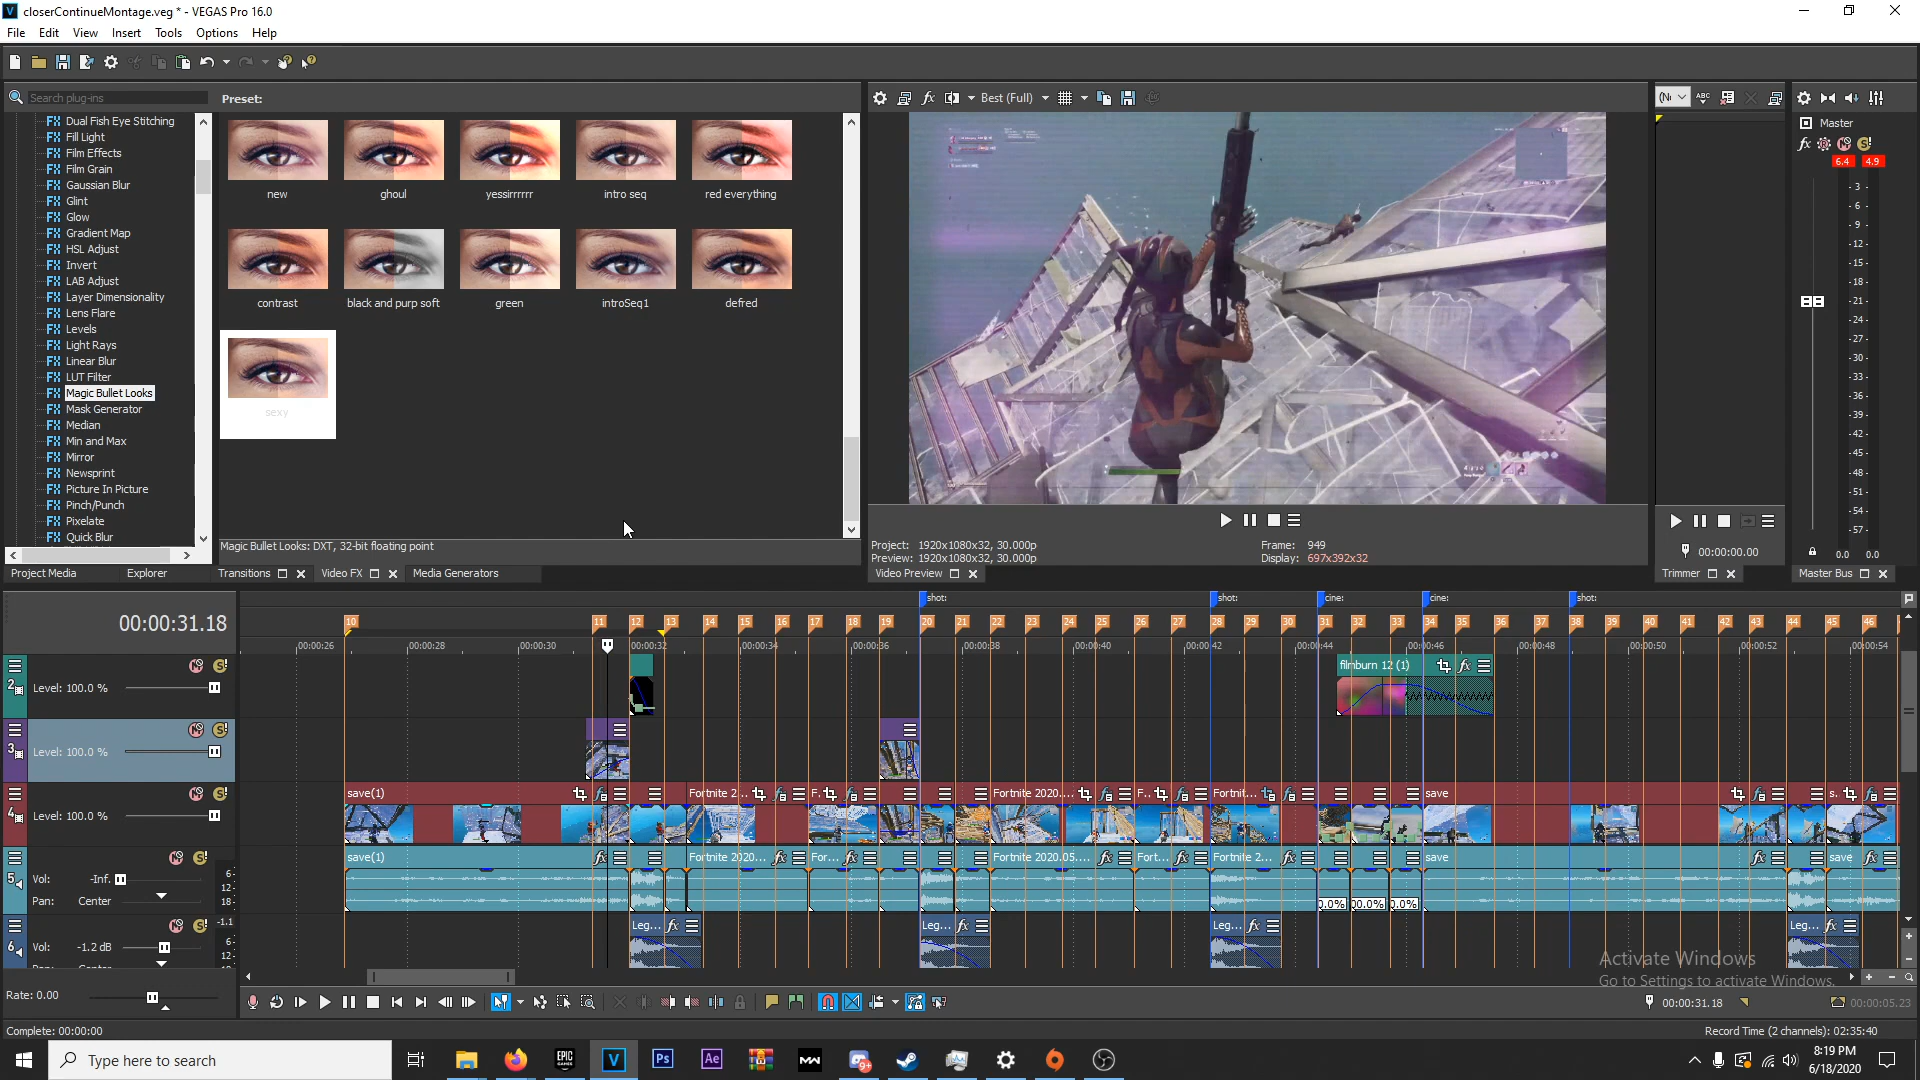 closerContinueMontage.veg * - VEGAS Pro 16.0
File Edit View Insert Tools Options Help
Search plug-ins
Preset:
Best (Full)
Dual Fish Eye Stitching
Fill Light
Film Effects
Film Grain
Gaussian Blur
Glint
Glow
Gradient Map
HSL Adjust
Invert
LAB Adjust
Layer Dimensionality
Lens Flare
Levels
Light Rays
Linear Blur
LUT Filter
Magic Bullet Looks
Mask Generator
Median
Min and Max
Mirror
Newsprint
Picture In Picture
Pinch/Punch
Pixelate
Quick Blur
new ghoul yessirrrrrr intro seq red everything
contrast black and purp soft green introSeq1 defred
sexy
Magic Bullet Looks: DXT, 32-bit floating point
Project Media Explorer Transitions Video FX Media Generators
Project: 1920x1080x32, 30.000p
Preview: 1920x1080x32, 30.000p
Frame: 949
Display: 697x392x32
Video Preview
00:00:00.00
Trimmer
Master
6.4 4.9
- 3 -
- 6 -
- 9 -
-12-
-15-
-18-
-21-
-24-
-27-
-30-
-33-
-36-
-39-
-42-
-45-
-48-
-51-
-54-
-57-
0.0 0.0
Master Bus
00:00:31.18
shot: shot: cine: cine: shot:
10 11 12 13 14 15 16 17 18 19 20 21 22 23 24 25 26 27 28 29 30 31 32 33 34 35 36 37 38 39 40 41 42 43 44 45 46
00:00:26 00:00:28 00:00:30 00:00:32 00:00:34 00:00:36 00:00:38 00:00:40 00:00:42 00:00:44 00:00:46 00:00:48 00:00:50 00:00:52 00:00:54
2 Level: 100.0 %
filmburn 12 (1)
3 Level: 100.0 %
4 Level: 100.0 %
save(1) Fortnite 2... F. Fortnite 2020.... F.. Fortnit... save s.
5 Vol: -Inf.
Pan: Center
6-
12-
18-
save(1) Fortnite 2020... For... Fortnite 2020.05.... Fort... Fortnite 2... save save
6 Vol: -1.2 dB
-1.1
6-
12-
Leg... Leg... Leg... Leg...
Activate Windows
Go to Settings to activate Windows.
Rate: 0.00
00:00:31.18
00:00:05.23
Complete: 00:00:00
Record Time (2 channels): 02:35:40
Type here to search
8:19 PM
6/18/2020